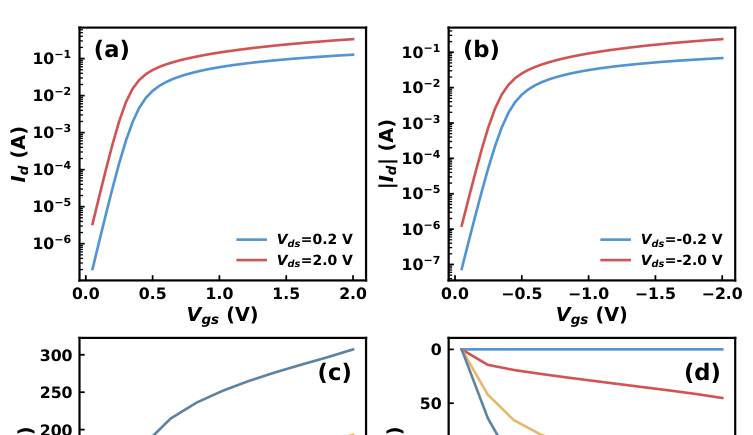 (a)
10⁻¹
10⁻²
10⁻³
10⁻⁴
10⁻⁵
10⁻⁶
I_d (A)
V_ds=0.2 V
V_ds=2.0 V
0.0 0.5 1.0 1.5 2.0
V_gs (V)
(b)
10⁻¹
10⁻²
10⁻³
10⁻⁴
10⁻⁵
10⁻⁶
10⁻⁷
|I_d| (A)
V_ds=-0.2 V
V_ds=-2.0 V
0.0 −0.5 −1.0 −1.5 −2.0
V_gs (V)
(c)
300
250
200
(d)
0
50